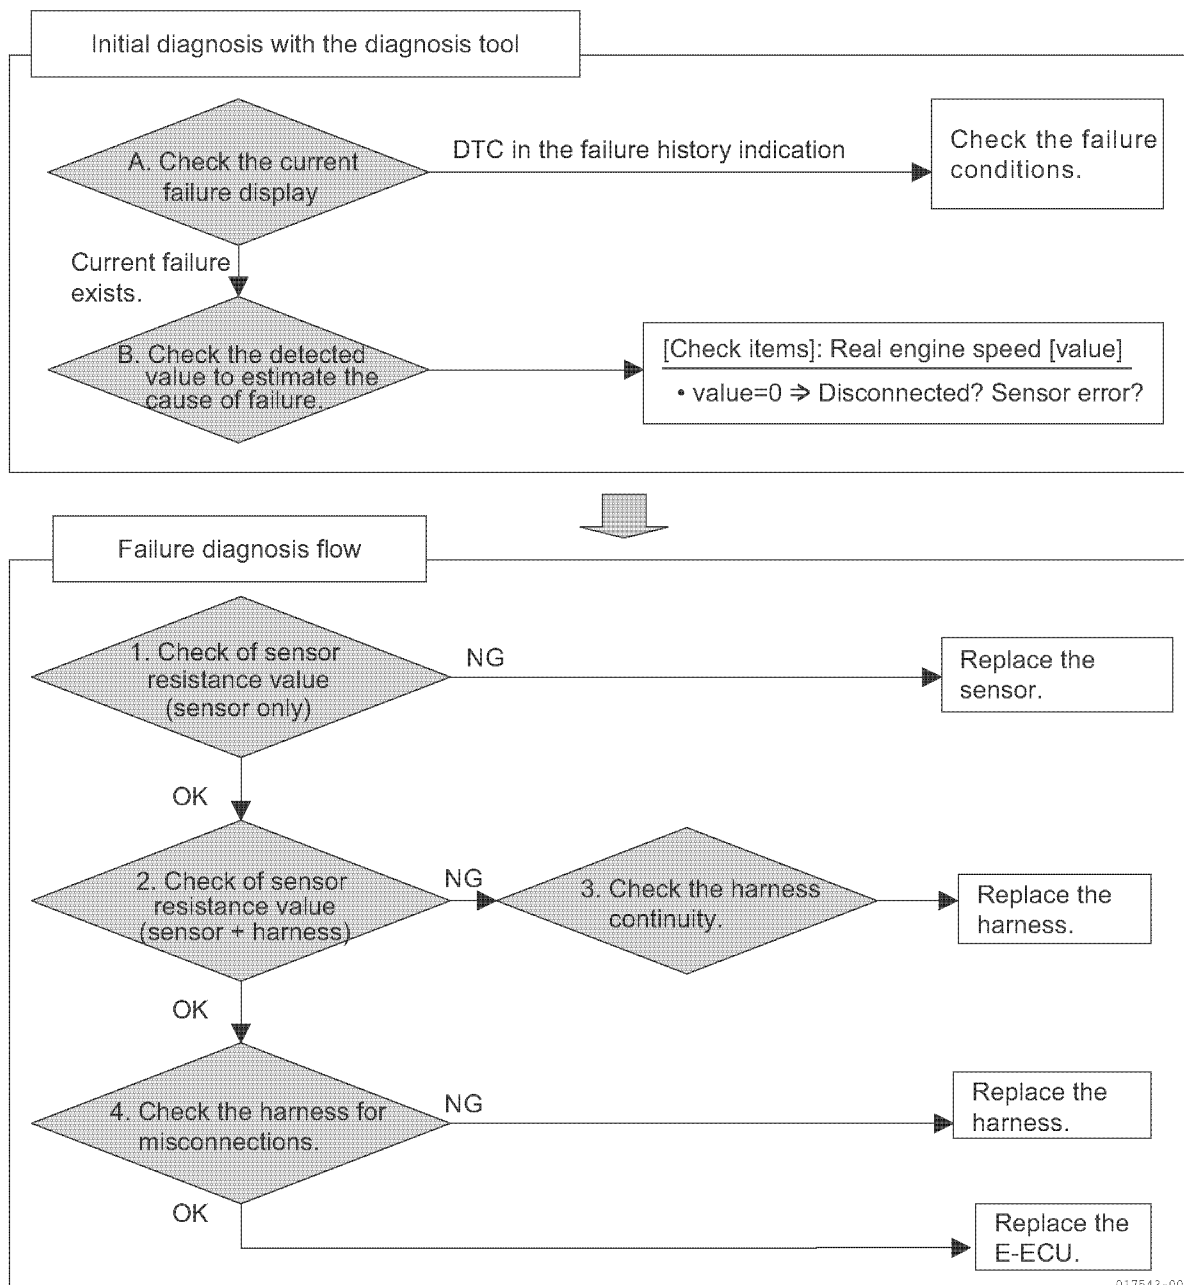 Initial diagnosis with the diagnosis tool
A. Check the current
failure display
DTC in the failure history indication
Check the failure
conditions.
Current failure
exists.
B. Check the detected
value to estimate the
cause of failure.
[Check items]: Real engine speed [value]
• value=0 ⇒ Disconnected? Sensor error?
Failure diagnosis flow
1. Check of sensor
resistance value
(sensor only)
NG
Replace the
sensor.
OK
2. Check of sensor
resistance value
(sensor + harness)
NG
3. Check the harness
continuity.
Replace the
harness.
OK
4. Check the harness for
misconnections.
NG
Replace the
harness.
OK
Replace the
E-ECU.